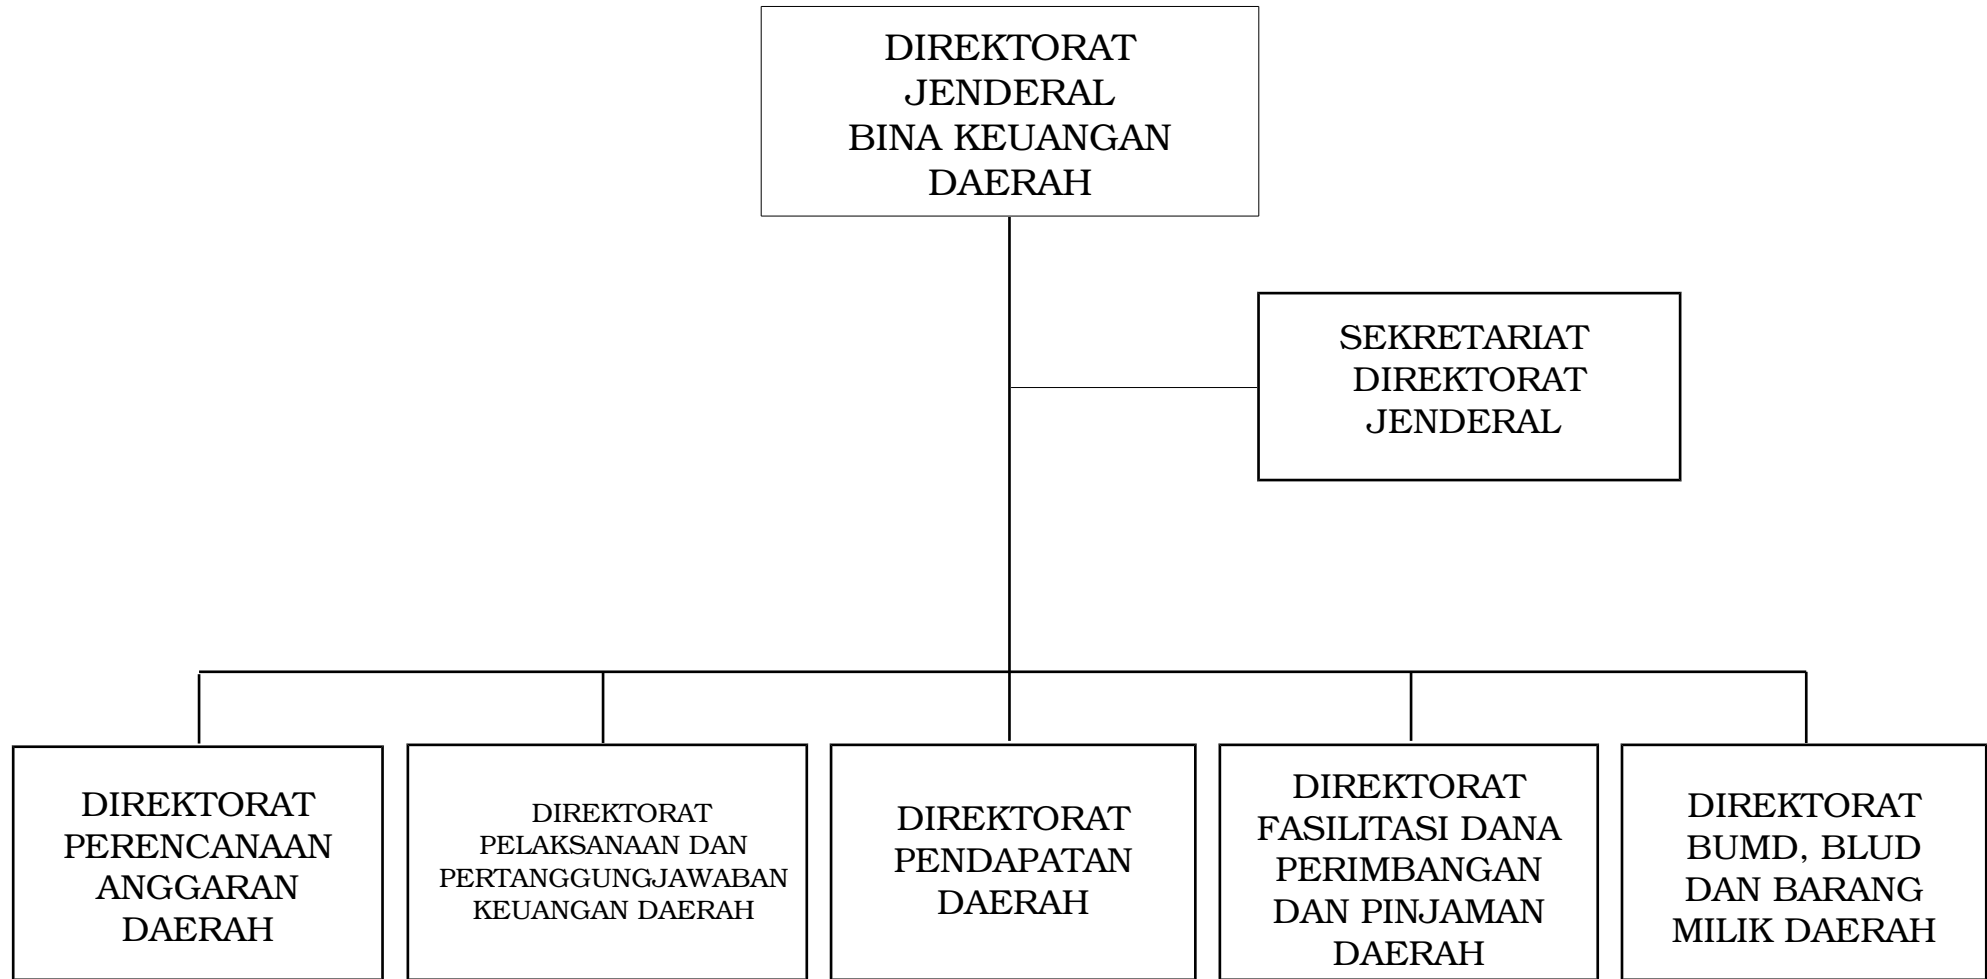 DIREKTORAT
JENDERAL
BINA KEUANGAN
DAERAH
SEKRETARIAT
DIREKTORAT
JENDERAL
DIREKTORAT
PERENCANAAN
ANGGARAN
DAERAH
DIREKTORAT
PELAKSANAAN DAN
PERTANGGUNGJAWABAN
KEUANGAN DAERAH
DIREKTORAT
PENDAPATAN
DAERAH
DIREKTORAT
FASILITASI DANA
PERIMBANGAN
DAN PINJAMAN
DAERAH
DIREKTORAT
BUMD, BLUD
DAN BARANG
MILIK DAERAH